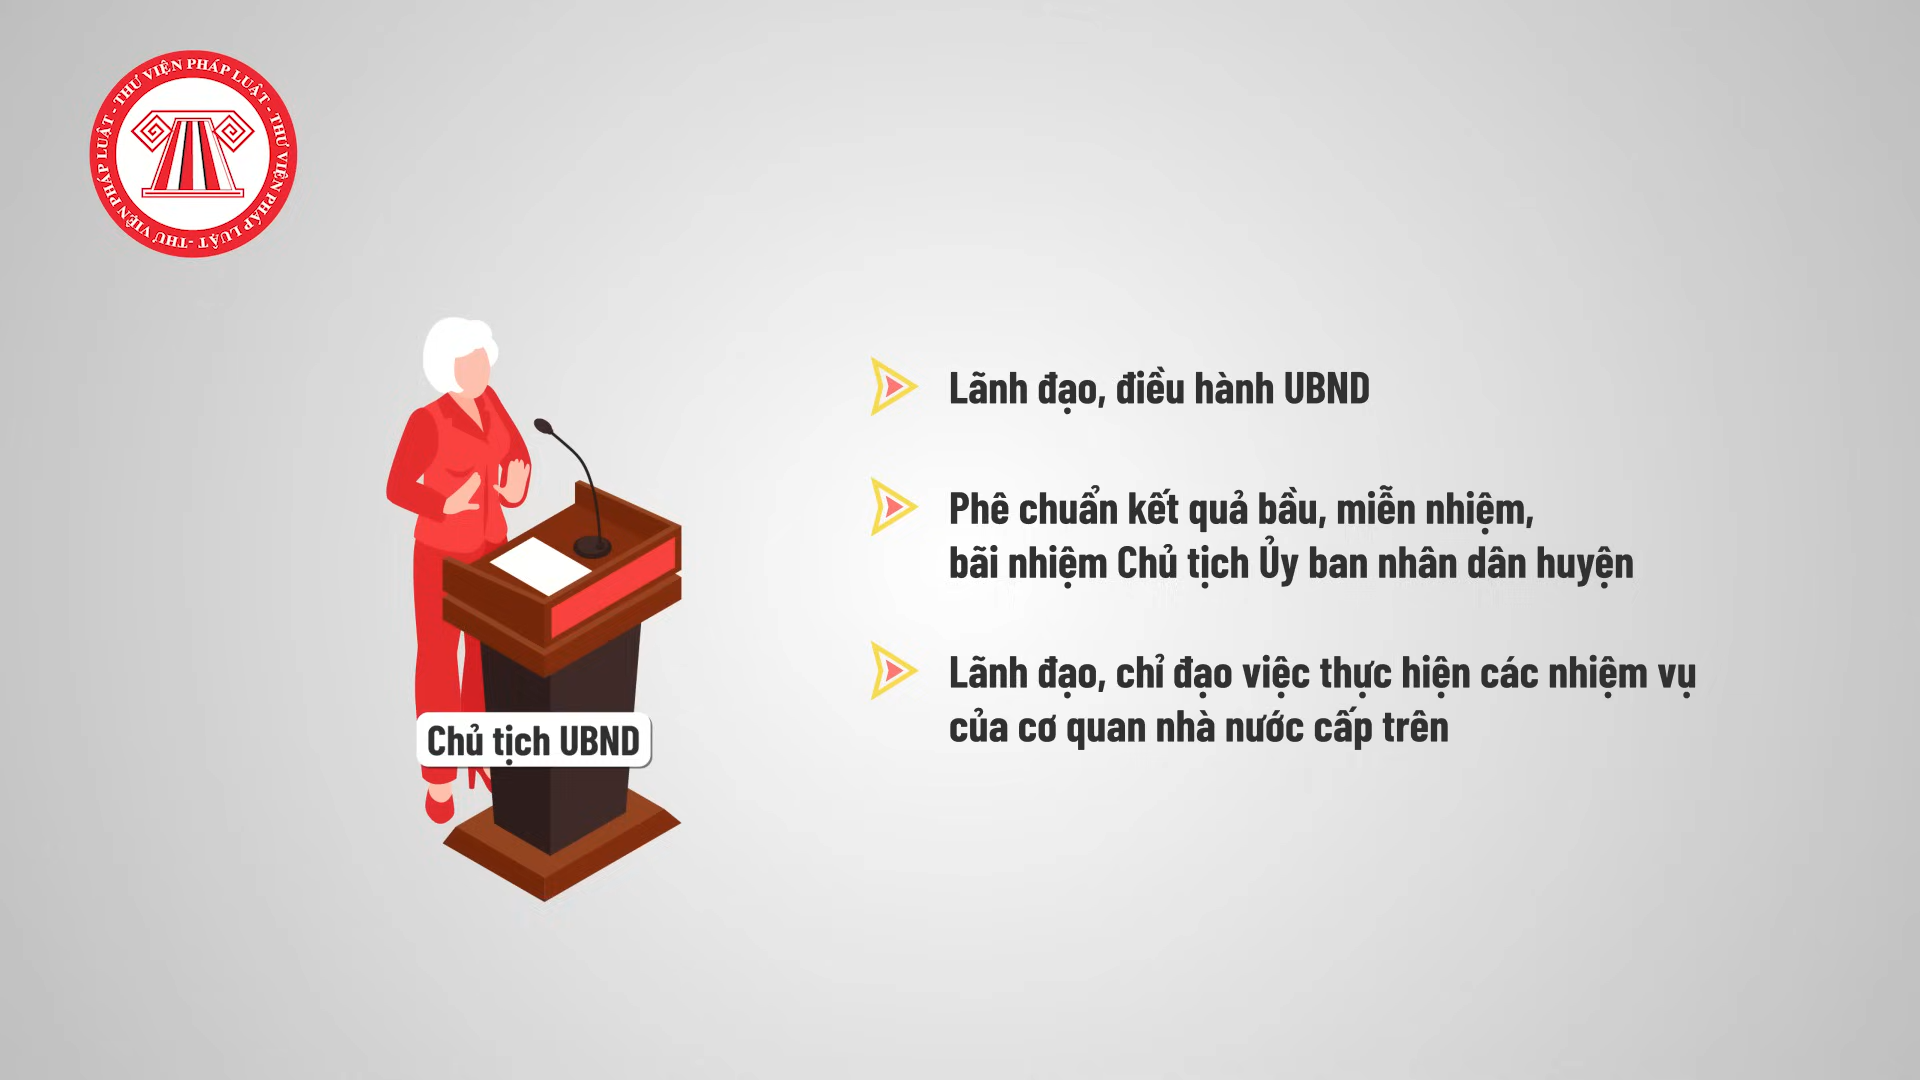 THƯ VIỆN PHÁP LUẬT - THƯ VIỆN PHÁP LUẬT - THƯ VIỆN PHÁP LUẬT -
Lãnh đạo, điều hành UBND
Phê chuẩn kết quả bầu, miễn nhiệm,
bãi nhiệm Chủ tịch Ủy ban nhân dân huyện
Lãnh đạo, chỉ đạo việc thực hiện các nhiệm vụ
của cơ quan nhà nước cấp trên
Chủ tịch UBND